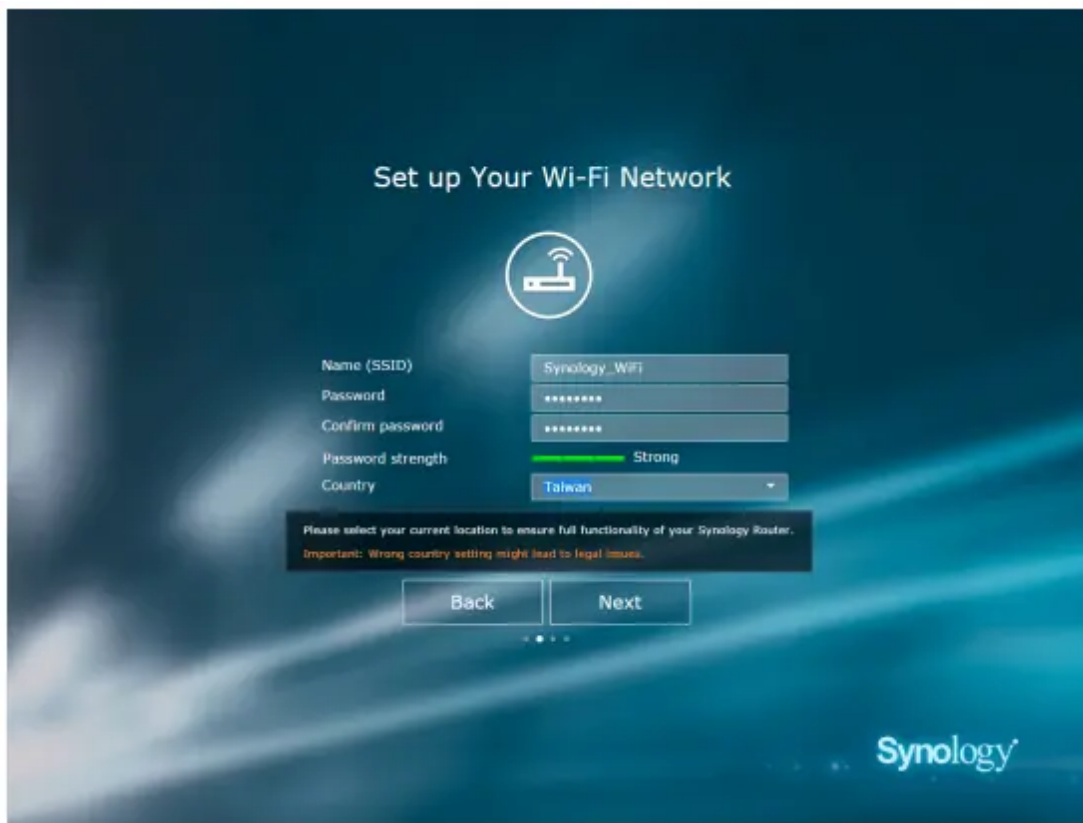 Set up Your Wi-Fi Network
Name (SSID) Synology_WiFi
Password ••••••••
Confirm password ••••••••
Password strength Strong
Country Taiwan
Please select your current location to ensure full functionality of your Synology Router.
Important: Wrong country setting might lead to legal issues.
Back Next
Synology